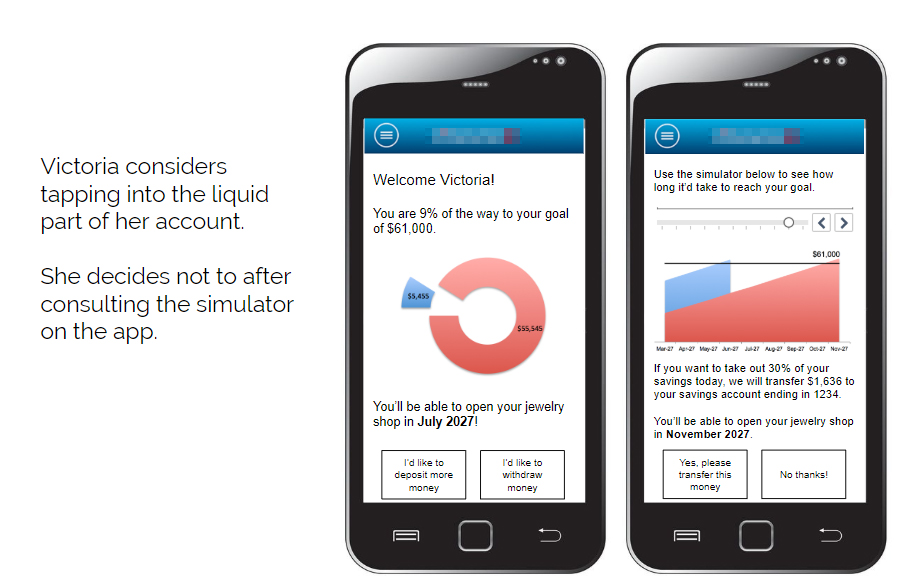 Victoria considers
tapping into the liquid
part of her account.
She decides not to after
consulting the simulator
on the app.
Welcome Victoria!
You are 9% of the way to your goal
of $61,000.
$5,455
$55,545
You'll be able to open your jewelry
shop in July 2027!
I'd like to
deposit more
money
I'd like to
withdraw
money
Use the simulator below to see how
long it'd take to reach your goal.
$61,000
Mar-27 Apr-27 May-27 Jun-27 Jul-27 Aug-27 Sep-27 Oct-27 Nov-27
If you want to take out 30% of your
savings today, we will transfer $1,636 to
your savings account ending in 1234.
You'll be able to open your jewelry shop
in November 2027.
Yes, please
transfer this
money
No thanks!